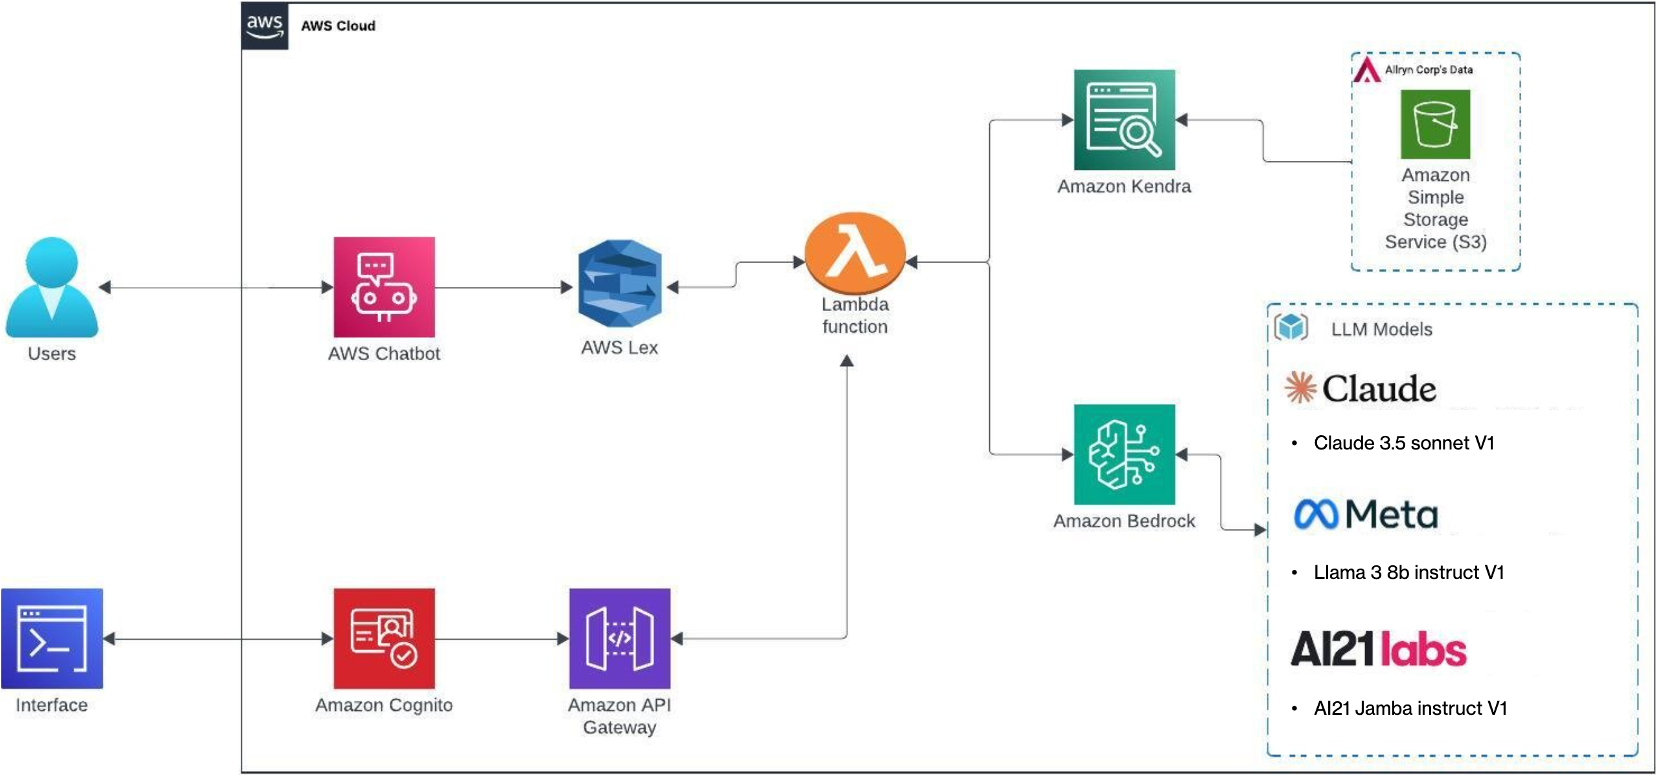 aws
AWS Cloud
Allryn Corp's Data
Amazon
Simple
Storage
Service (S3)
Amazon Kendra
Users
AWS Chatbot
AWS Lex
Lambda
function
LLM Models
Claude
• Claude 3.5 sonnet V1
Meta
• Llama 3 8b instruct V1
AI21labs
• AI21 Jamba instruct V1
Amazon Bedrock
Interface
Amazon Cognito
</>
Amazon API
Gateway